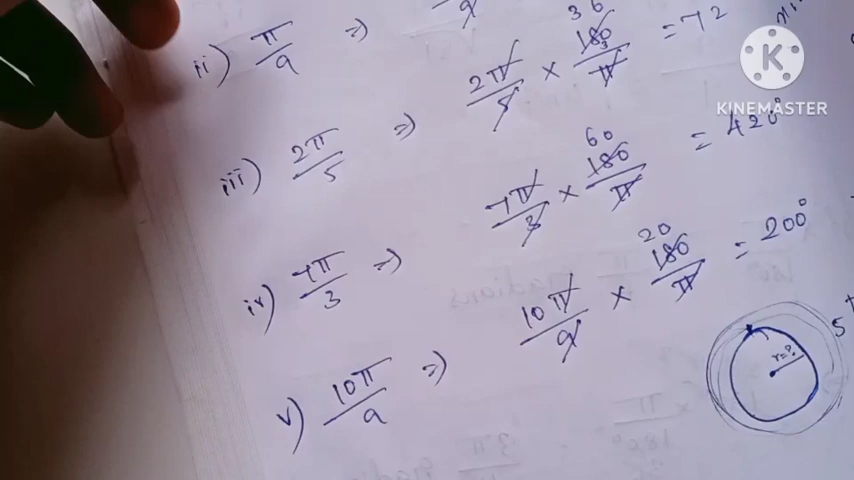 ii) π/9 =>
iii) 2π/5 => 2π/5 × 180/π = 72
36
iv) 7π/3 => 7π/3 × 180/π = 420°
60
v) 10π/9 => 10π/9 × 180/π = 200°
20
r=?
S
K
KINEMASTER